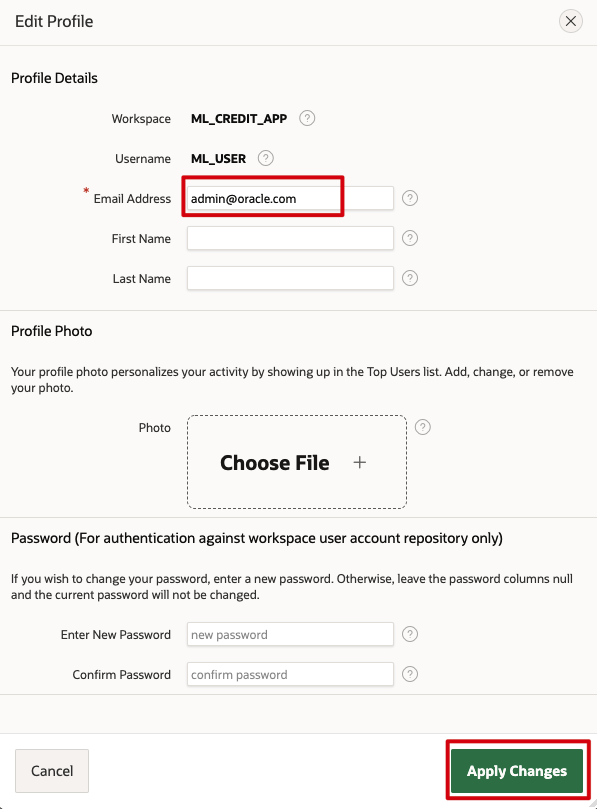 Edit Profile
Profile Details
Workspace ML_CREDIT_APP ?
Username ML_USER ?
* Email Address admin@oracle.com ?
First Name ?
Last Name ?
Profile Photo
Your profile photo personalizes your activity by showing up in the Top Users list. Add, change, or remove
your photo.
Photo Choose File + ?
Password (For authentication against workspace user account repository only)
If you wish to change your password, enter a new password. Otherwise, leave the password columns null
and the current password will not be changed.
Enter New Password new password ?
Confirm Password confirm password ?
Cancel Apply Changes